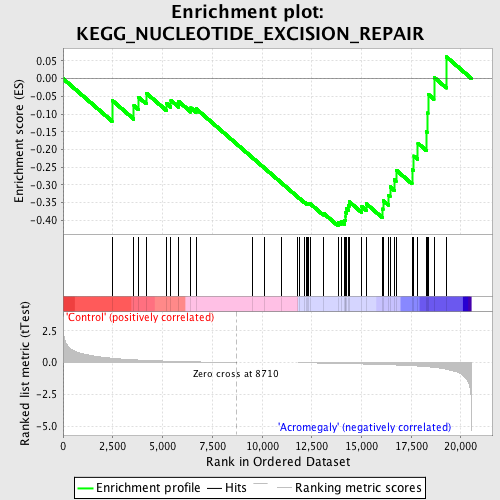 Enrichment plot:
KEGG_NUCLEOTIDE_EXCISION_REPAIR
Enrichment score (ES)
0.05
0.00
-0.05
-0.10
-0.15
-0.20
-0.25
-0.30
-0.35
-0.40
'Control' (positively correlated)
Ranked list metric (tTest)
2.5
0.0
-2.5
-5.0
Zero cross at 8710
'Acromegaly' (negatively correlated)
0 2,500 5,000 7,500 10,000 12,500 15,000 17,500 20,000
Rank in Ordered Dataset
Enrichment profile Hits Ranking metric scores